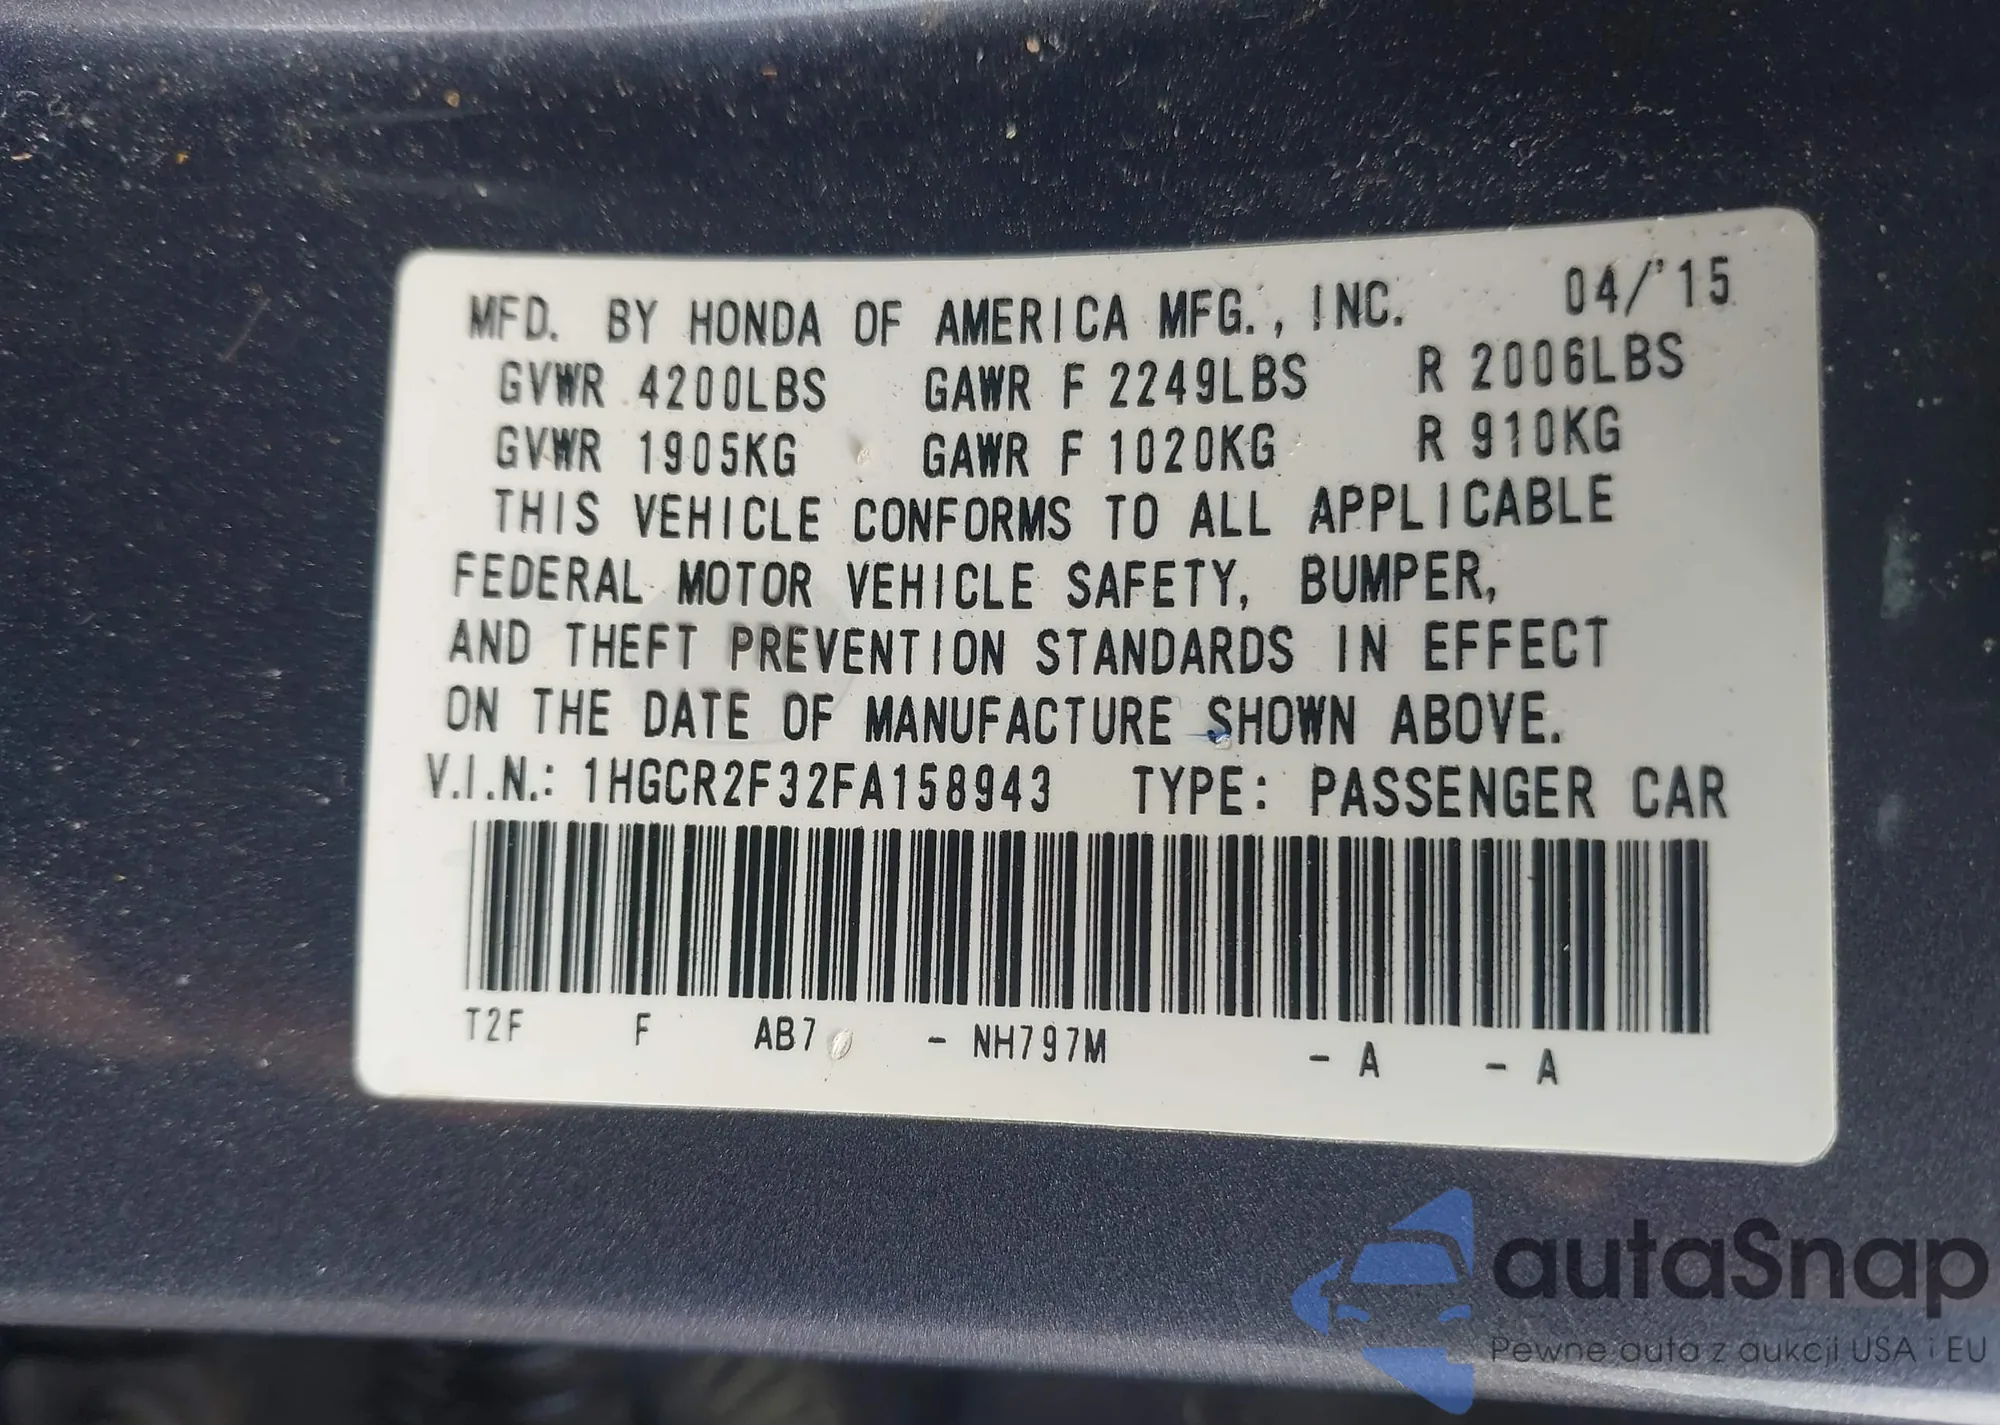 MFD. BY HONDA OF AMERICA MFG., INC. 04/'15
GVWR 4200LBS GAWR F 2249LBS R 2006LBS
GVWR 1905KG GAWR F 1020KG R 910KG
THIS VEHICLE CONFORMS TO ALL APPLICABLE
FEDERAL MOTOR VEHICLE SAFETY, BUMPER,
AND THEFT PREVENTION STANDARDS IN EFFECT
ON THE DATE OF MANUFACTURE SHOWN ABOVE.
V.I.N.: 1HGCR2F32FA158943 TYPE: PASSENGER CAR
T2F F AB7 - NH797M - A - A
autaSnap
Pewne auta z aukcji USA i EU